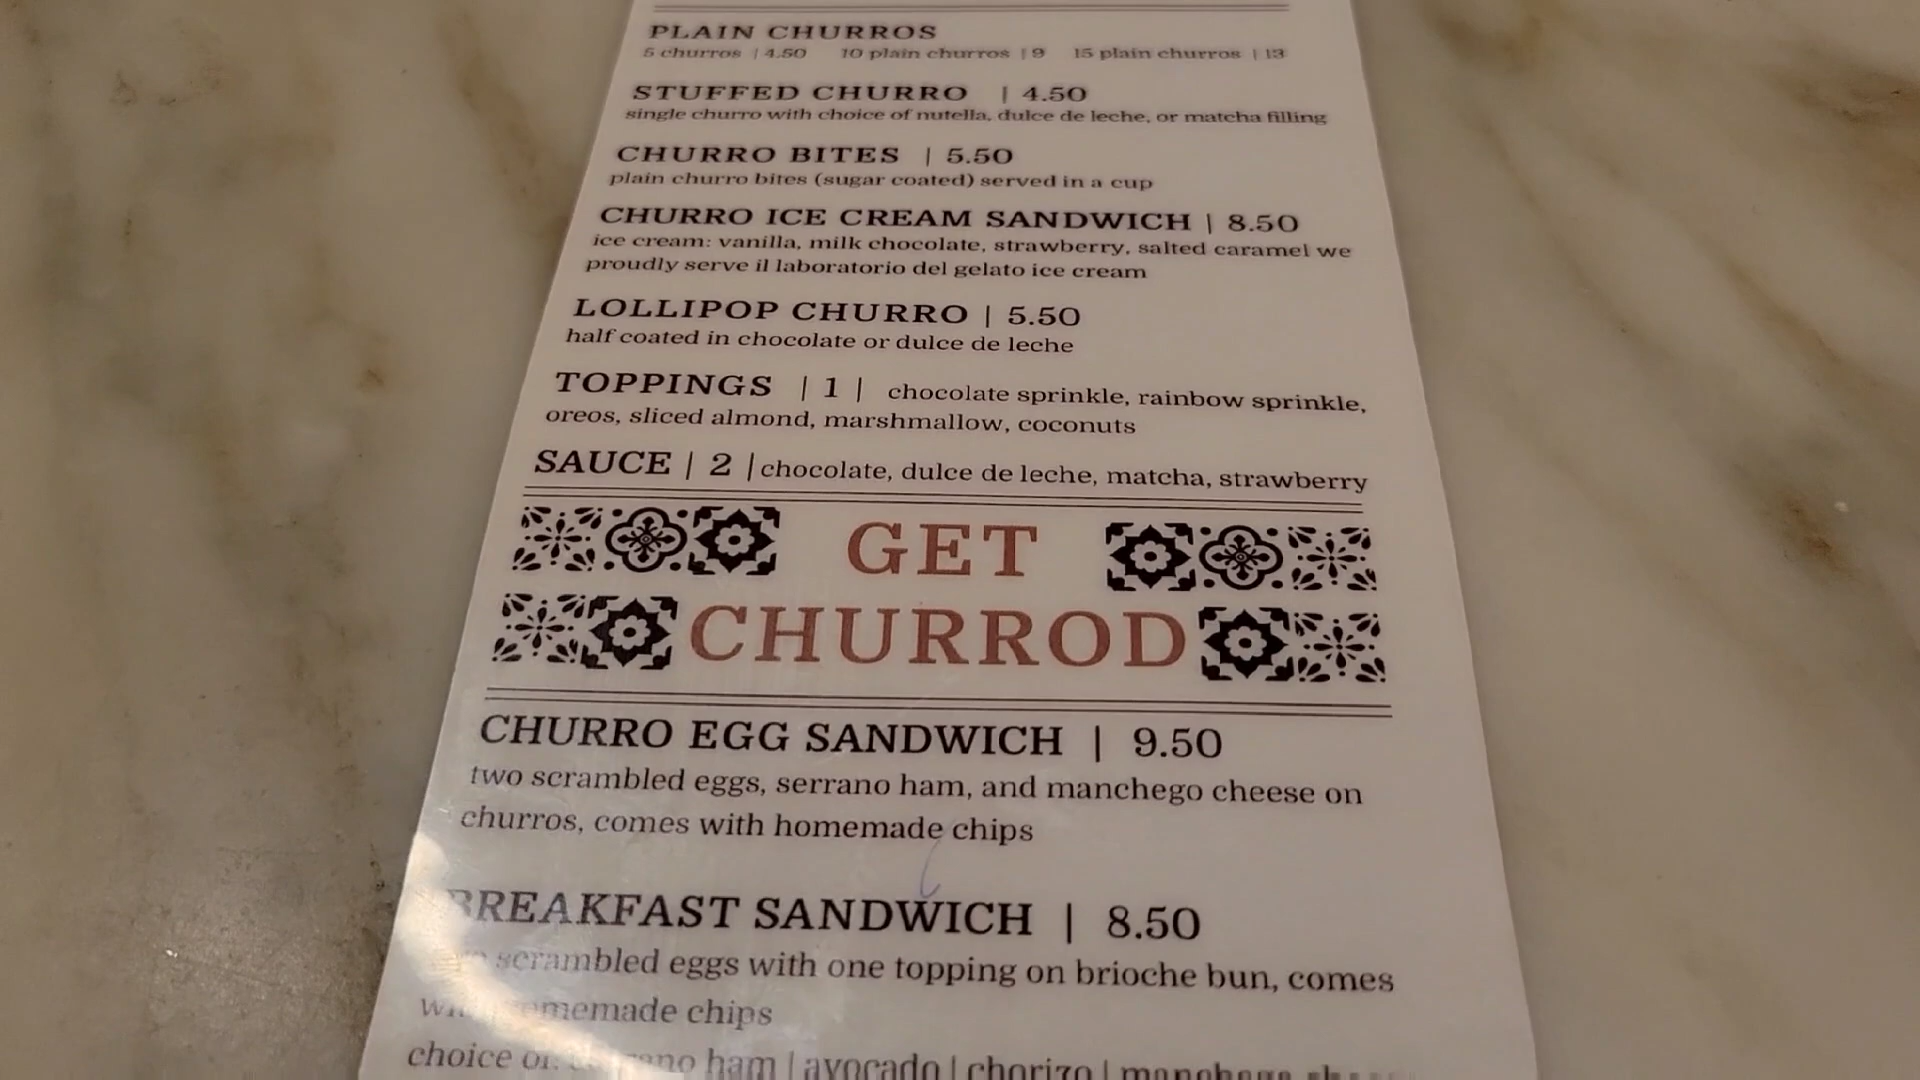 PLAIN CHURROS
5 churros | 4.50 10 plain churros | 9 15 plain churros | 13
STUFFED CHURRO | 4.50
single churro with choice of nutella, dulce de leche, or matcha filling
CHURRO BITES | 5.50
plain churro bites (sugar coated) served in a cup
CHURRO ICE CREAM SANDWICH | 8.50
ice cream: vanilla, milk chocolate, strawberry, salted caramel we
proudly serve il laboratorio del gelato ice cream
LOLLIPOP CHURRO | 5.50
half coated in chocolate or dulce de leche
TOPPINGS | 1 | chocolate sprinkle, rainbow sprinkle,
oreos, sliced almond, marshmallow, coconuts
SAUCE | 2 | chocolate, dulce de leche, matcha, strawberry
GET
CHURROD
CHURRO EGG SANDWICH | 9.50
two scrambled eggs, serrano ham, and manchego cheese on
churros, comes with homemade chips
BREAKFAST SANDWICH | 8.50
scrambled eggs with one topping on brioche bun, comes
with homemade chips
choice of: serrano ham | avocado | chorizo | manchego